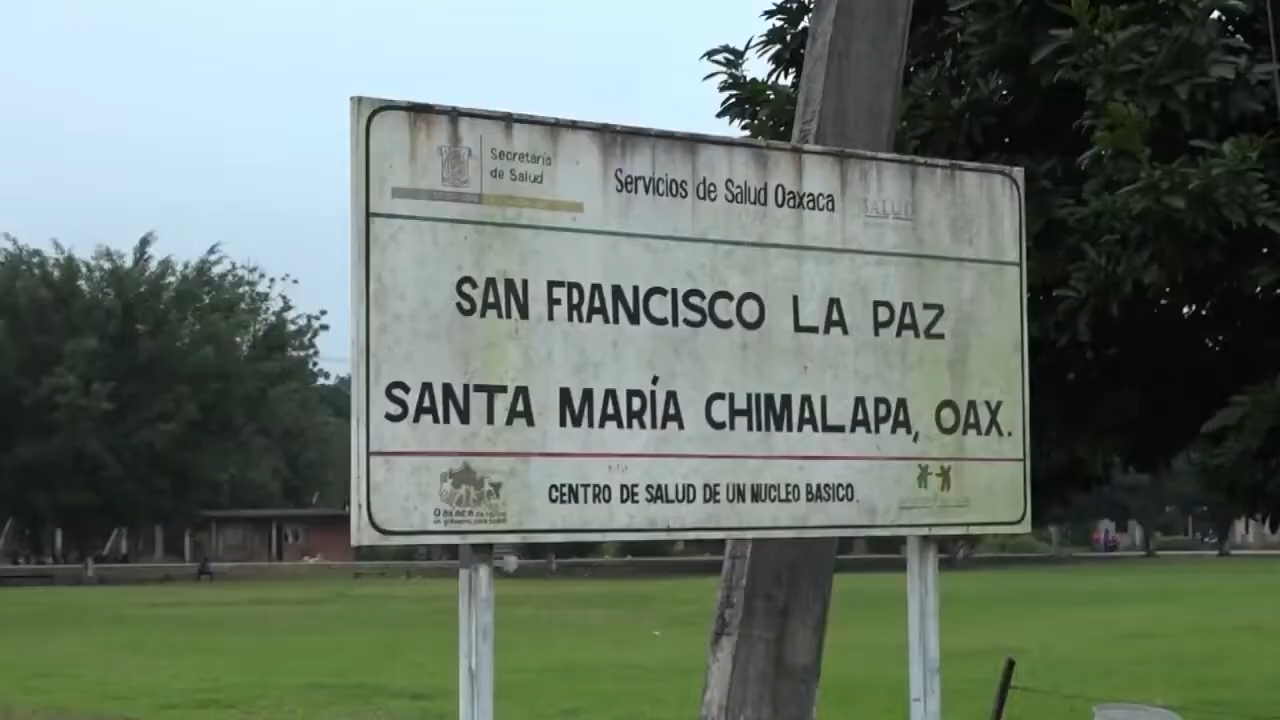 Secretaría
de Salud
Servicios de Salud Oaxaca
SALUD
SAN FRANCISCO LA PAZ
SANTA MARÍA CHIMALAPA, OAX.
CENTRO DE SALUD DE UN NUCLEO BASICO.